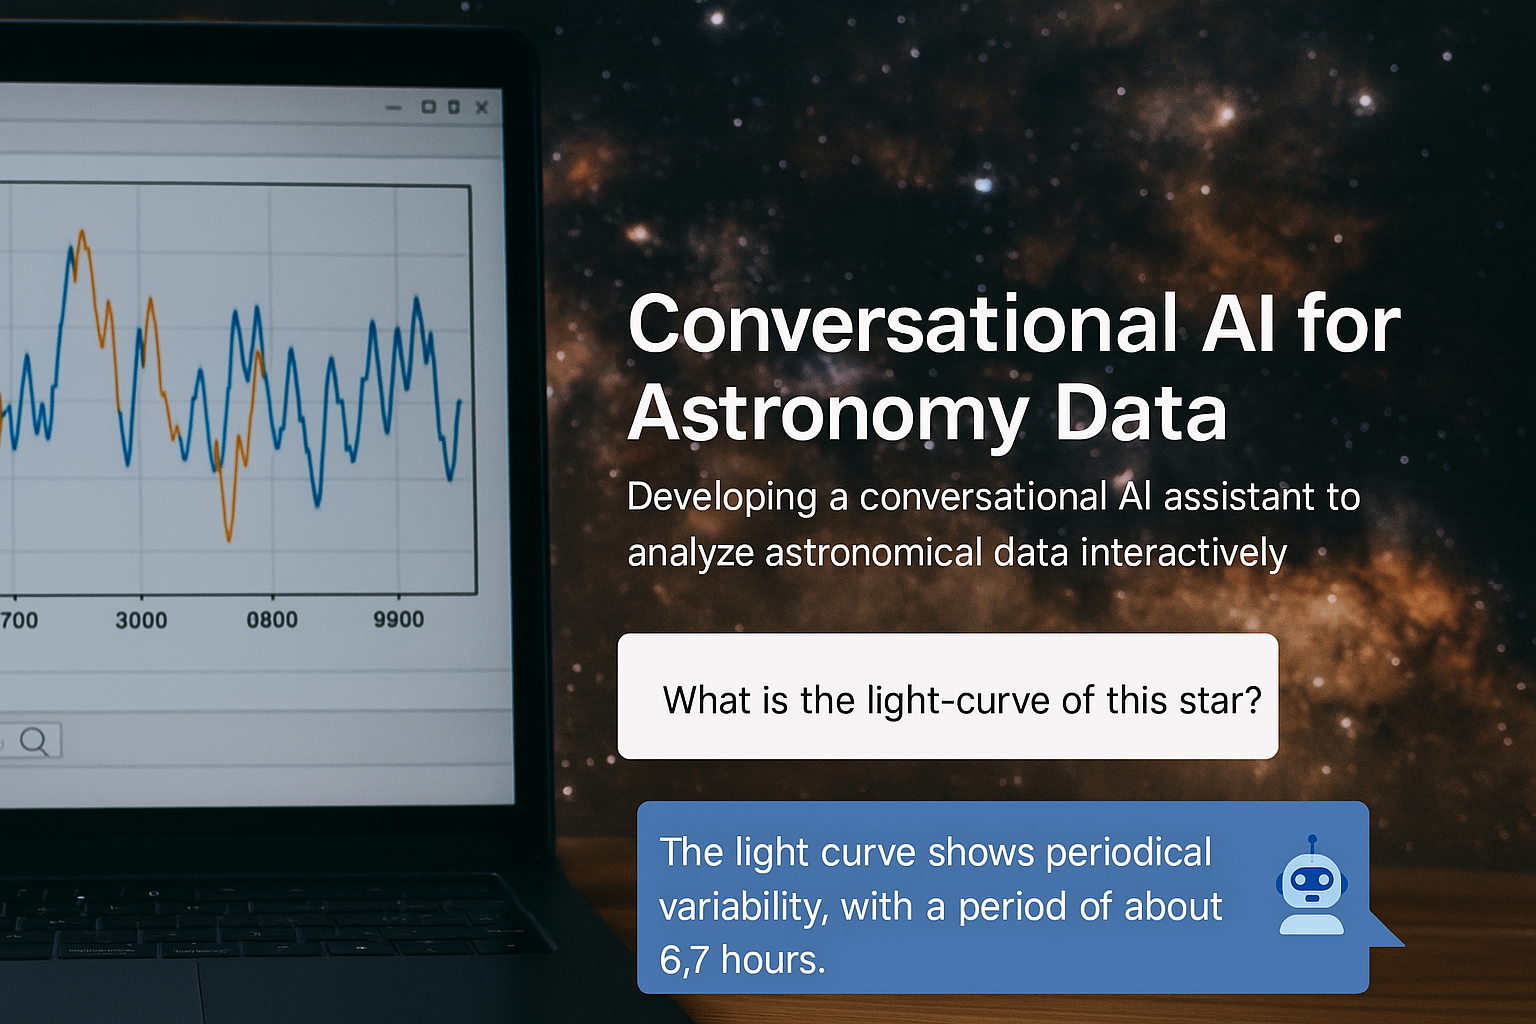 700 3000 0800 9900
Conversational AI for
Astronomy Data
Developing a conversational AI assistant to
analyze astronomical data interactively
What is the light-curve of this star?
The light curve shows periodical
variability, with a period of about
6,7 hours.